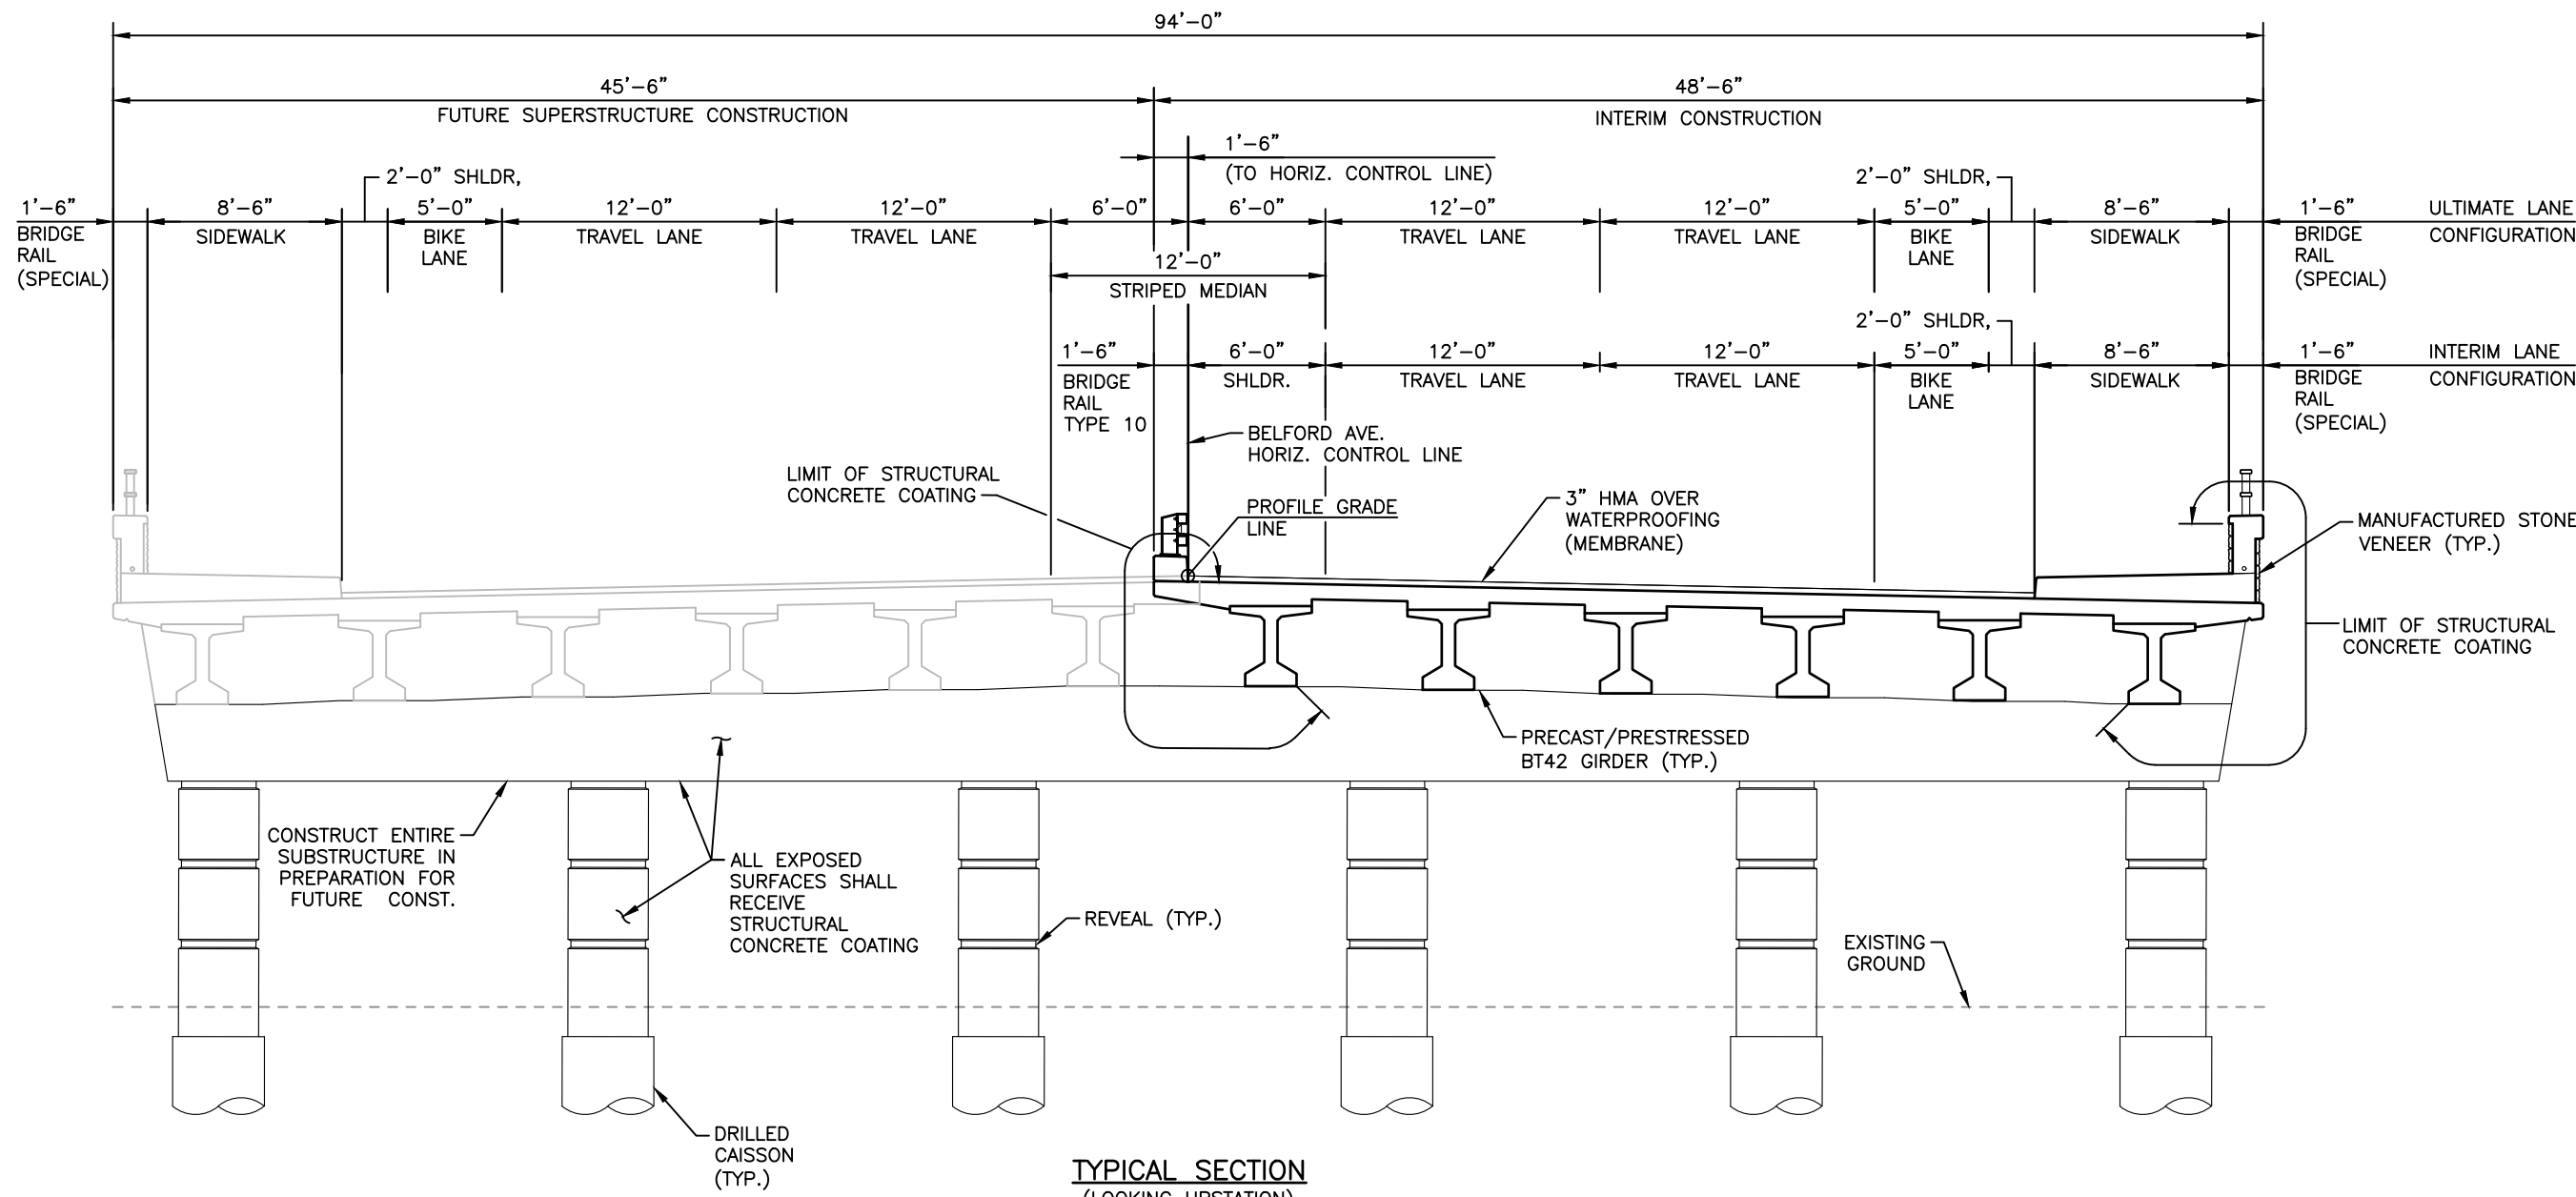 94'-0"
45'-6"
FUTURE SUPERSTRUCTURE CONSTRUCTION
48'-6"
INTERIM CONSTRUCTION
1'-6"
(TO HORIZ. CONTROL LINE)
2'-0" SHLDR,
2'-0" SHLDR,
1'-6"
BRIDGE
RAIL
(SPECIAL)
8'-6"
SIDEWALK
5'-0"
BIKE
LANE
12'-0"
TRAVEL LANE
12'-0"
TRAVEL LANE
6'-0"
6'-0"
12'-0"
TRAVEL LANE
12'-0"
TRAVEL LANE
5'-0"
BIKE
LANE
8'-6"
SIDEWALK
1'-6"
BRIDGE
RAIL
(SPECIAL)
ULTIMATE LANE
CONFIGURATION
12'-0"
STRIPED MEDIAN
2'-0" SHLDR,
1'-6"
BRIDGE
RAIL
TYPE 10
6'-0"
SHLDR.
12'-0"
TRAVEL LANE
12'-0"
TRAVEL LANE
5'-0"
BIKE
LANE
8'-6"
SIDEWALK
1'-6"
BRIDGE
RAIL
(SPECIAL)
INTERIM LANE
CONFIGURATION
BELFORD AVE.
HORIZ. CONTROL LINE
LIMIT OF STRUCTURAL
CONCRETE COATING
PROFILE GRADE
LINE
3" HMA OVER
WATERPROOFING
(MEMBRANE)
MANUFACTURED STONE
VENEER (TYP.)
LIMIT OF STRUCTURAL
CONCRETE COATING
PRECAST/PRESTRESSED
BT42 GIRDER (TYP.)
CONSTRUCT ENTIRE
SUBSTRUCTURE IN
PREPARATION FOR
FUTURE CONST.
ALL EXPOSED
SURFACES SHALL
RECEIVE
STRUCTURAL
CONCRETE COATING
REVEAL (TYP.)
EXISTING
GROUND
DRILLED
CAISSON
(TYP.)
TYPICAL SECTION
(LOOKING UPSTATION)